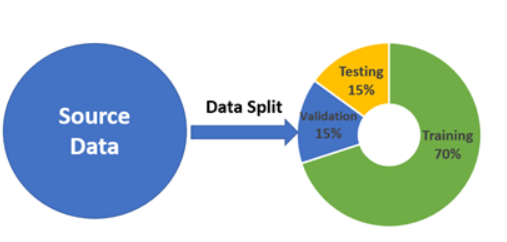 Source
Data
Data Split
Testing
15%
Validation
15%
Training
70%